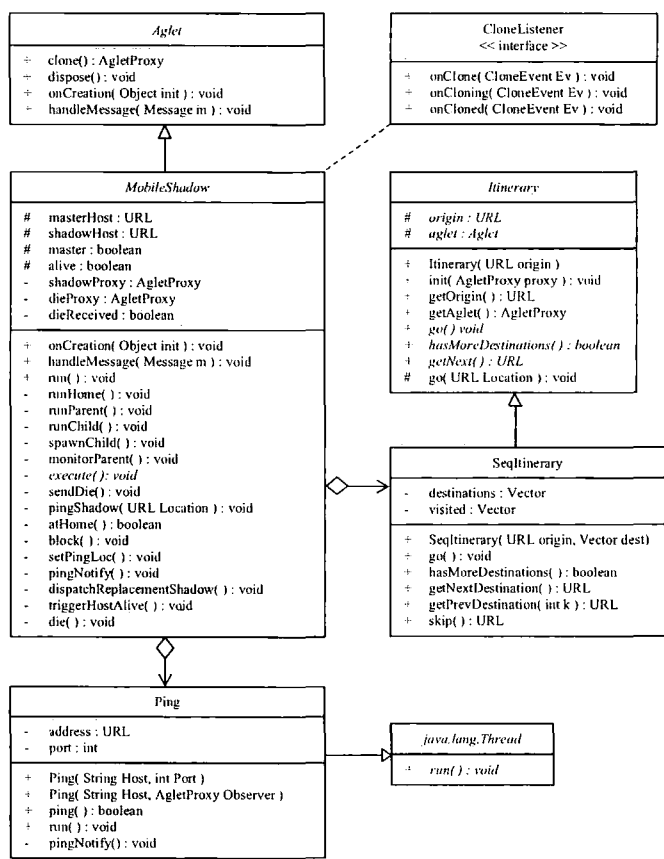 Aglet
+ clone() : AgletProxy
+ dispose() : void
+ onCreation( Object init ) : void
+ handleMessage( Message m ) : void
CloneListener
<< interface >>
+ onClone( CloneEvent Ev ) : void
+ onCloning( CloneEvent Ev ) : void
+ onCloned( CloneEvent Ev ) : void
MobileShadow
# masterHost : URL
# shadowHost : URL
# master : boolean
# alive : boolean
- shadowProxy : AgletProxy
- dieProxy : AgletProxy
- dieReceived : boolean
+ onCreation( Object init ) : void
+ handleMessage( Message m ) : void
+ run( ) : void
- runHome( ) : void
- runParent( ) : void
- runChild( ) : void
- spawnChild( ) : void
- monitorParent( ) : void
- execute( ) : void
- sendDie( ) : void
- pingShadow( URL Location ) : void
- atHome( ) : boolean
- block( ) : void
- setPingLoc( ) : void
- pingNotify( ) : void
- dispatchReplacementShadow( ) : void
- triggerHostAlive( ) : void
- die( ) : void
Itinerary
# origin : URL
# aglet : Aglet
+ Itinerary( URL origin )
- init( AgletProxy proxy ) : void
+ getOrigin( ) : URL
+ getAglet( ) : AgletProxy
+ go( ) void
+ hasMoreDestinations( ) : boolean
+ getNext( ) : URL
# go( URL Location ) : void
SeqItinerary
- destinations : Vector
- visited : Vector
+ SeqItinerary( URL origin, Vector dest)
+ go( ) : void
+ hasMoreDestinations( ) : boolean
+ getNextDestination( ) : URL
+ getPrevDestination( int k ) : URL
+ skip( ) : URL
Ping
- address : URL
- port : int
+ Ping( String Host, int Port )
+ Ping( String Host, AgletProxy Observer )
+ ping( ) : boolean
+ run( ) : void
- pingNotify() : void
java.lang.Thread
+ run( ) : void